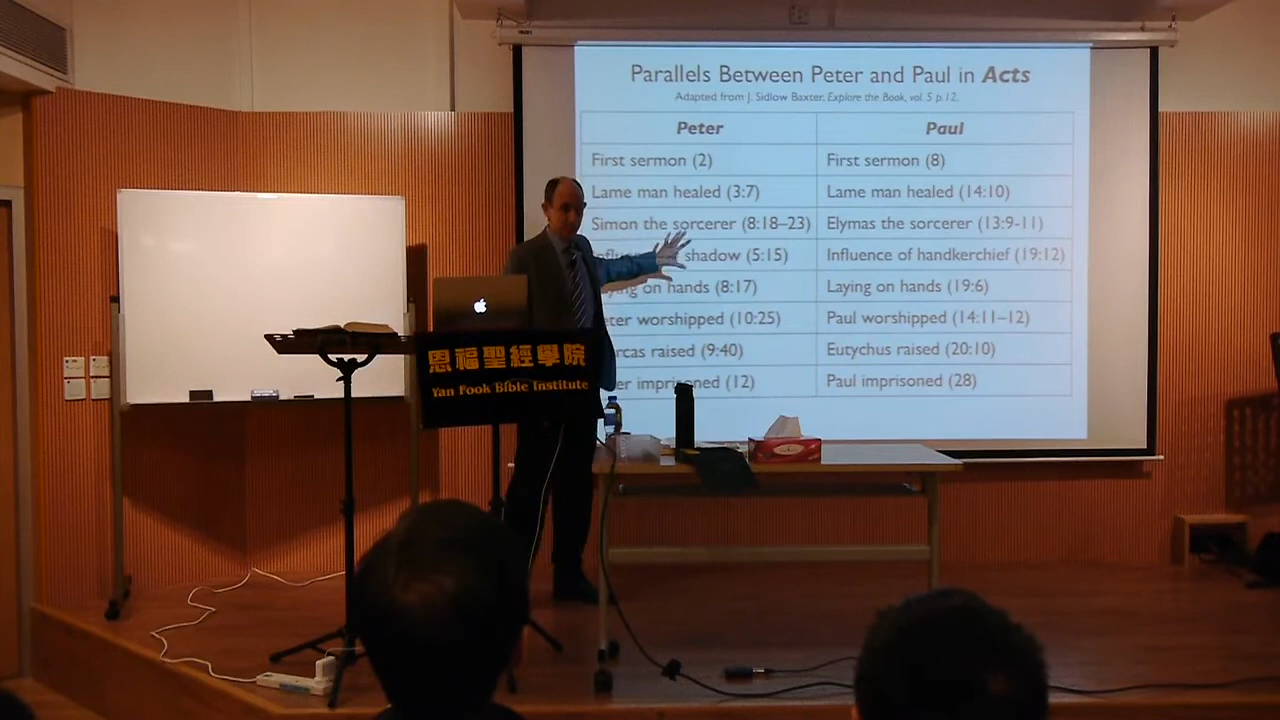 Parallels Between Peter and Paul in Acts
Adapted from J. Sidlow Baxter, Explore the Book, vol. 5 p.12.
Peter Paul
First sermon (2) First sermon (8)
Lame man healed (3:7) Lame man healed (14:10)
Simon the sorcerer (8:18–23) Elymas the sorcerer (13:9-11)
shadow (5:15) Influence of handkerchief (19:12)
on hands (8:17) Laying on hands (19:6)
worshipped (10:25) Paul worshipped (14:11–12)
raised (9:40) Eutychus raised (20:10)
imprisoned (12) Paul imprisoned (28)
恩福聖經學院
Yan Fook Bible Institute